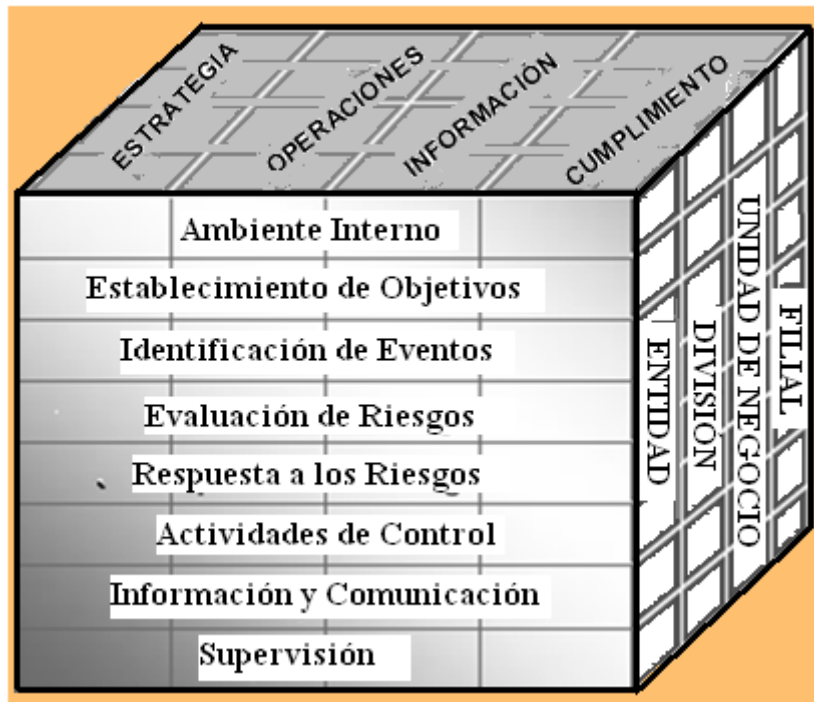 ESTRATEGIA
OPERACIONES
INFORMACIÓN
CUMPLIMIENTO
Ambiente Interno
Establecimiento de Objetivos
Identificación de Eventos
Evaluación de Riesgos
Respuesta a los Riesgos
Actividades de Control
Información y Comunicación
Supervisión
ENTIDAD
DIVISIÓN
UNIDAD DE NEGOCIO
FILIAL